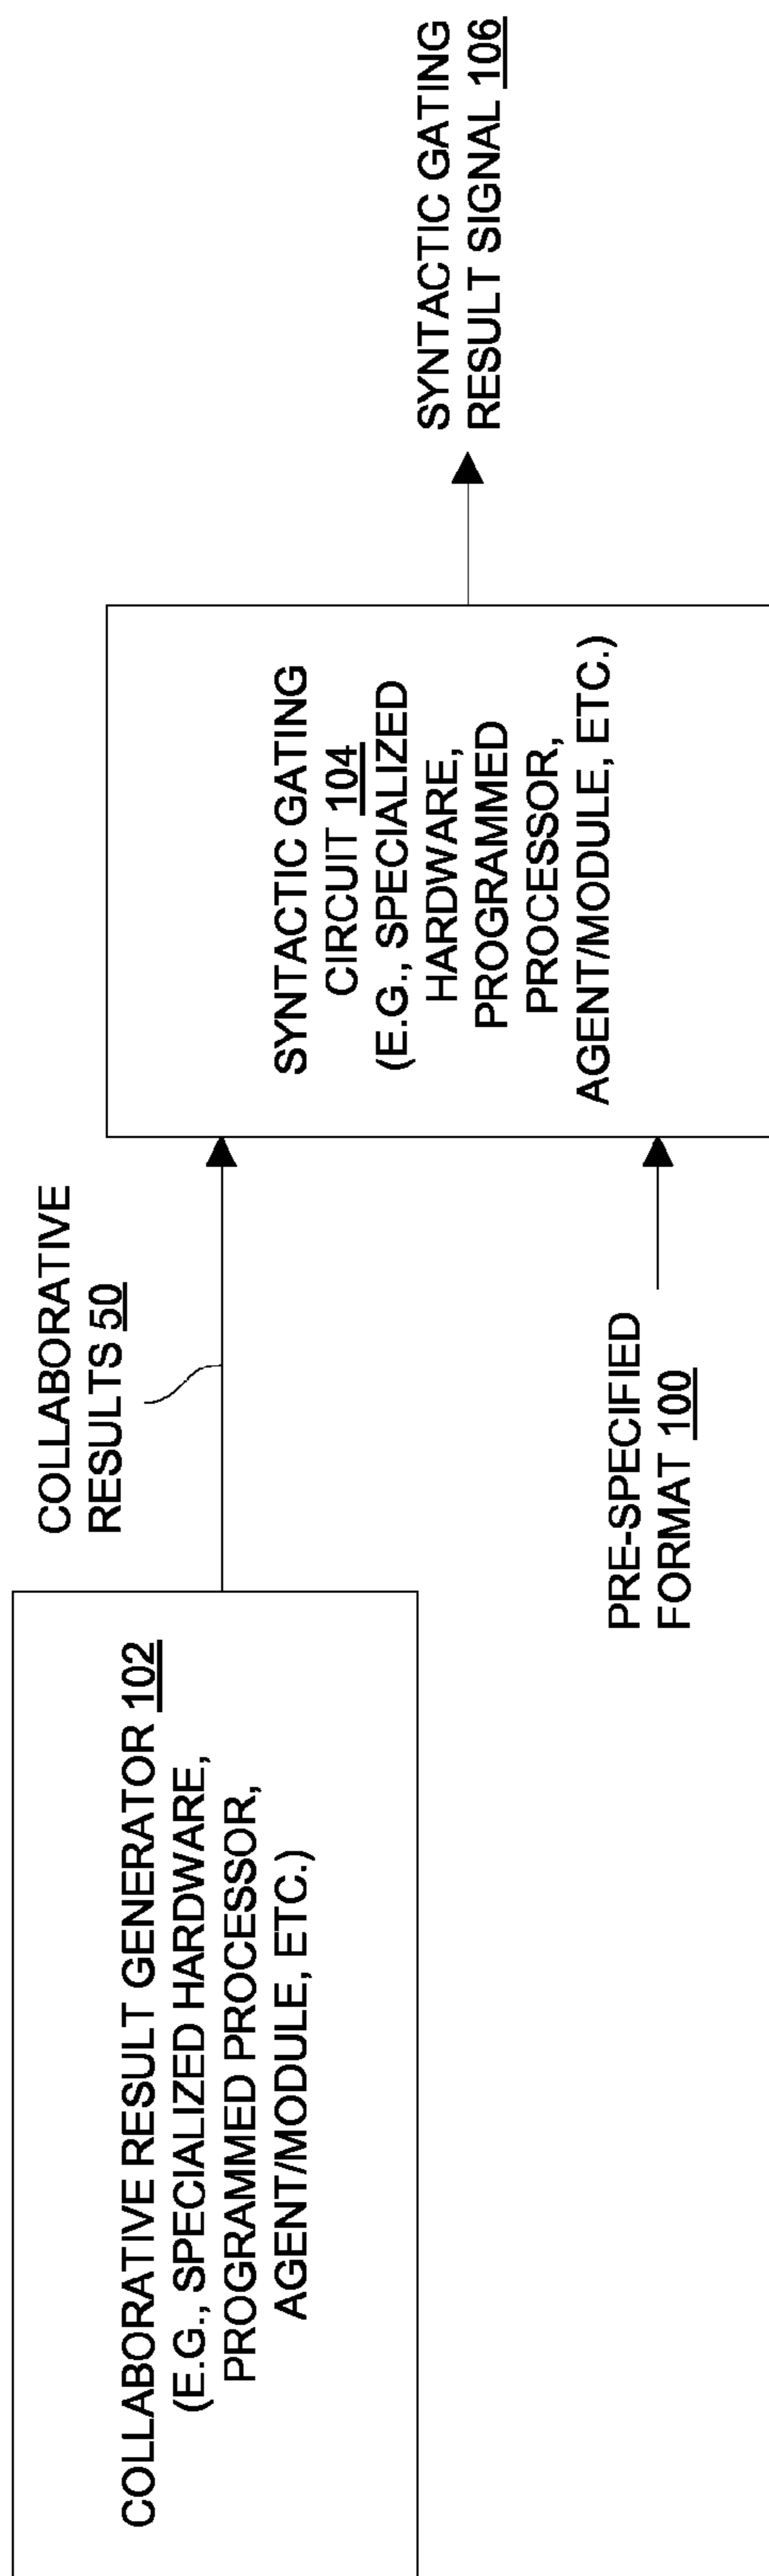 COLLABORATIVE RESULT GENERATOR 102
(E.G., SPECIALIZED HARDWARE,
PROGRAMMED PROCESSOR,
AGENT/MODULE, ETC.)
COLLABORATIVE
RESULTS 50
PRE-SPECIFIED
FORMAT 100
SYNTACTIC GATING
CIRCUIT 104
(E.G., SPECIALIZED
HARDWARE,
PROGRAMMED
PROCESSOR,
AGENT/MODULE, ETC.)
SYNTACTIC GATING
RESULT SIGNAL 106